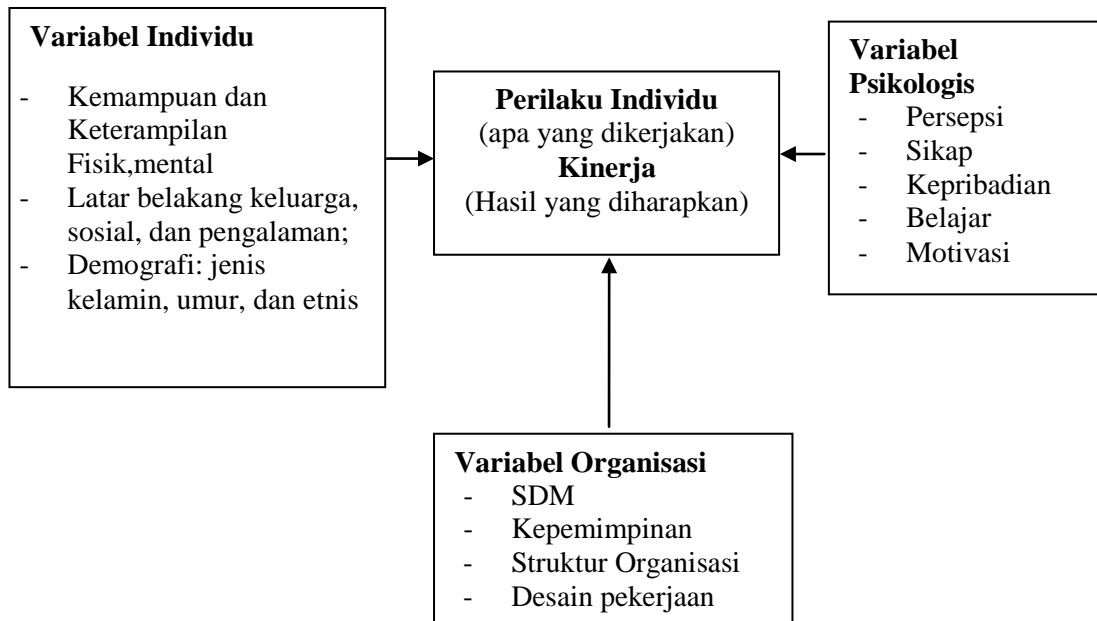 Variabel Individu
- Kemampuan dan
Keterampilan
Fisik,mental
- Latar belakang keluarga,
sosial, dan pengalaman;
- Demografi: jenis
kelamin, umur, dan etnis
Perilaku Individu
(apa yang dikerjakan)
Kinerja
(Hasil yang diharapkan)
Variabel
Psikologis
- Persepsi
- Sikap
- Kepribadian
- Belajar
- Motivasi
Variabel Organisasi
- SDM
- Kepemimpinan
- Struktur Organisasi
- Desain pekerjaan